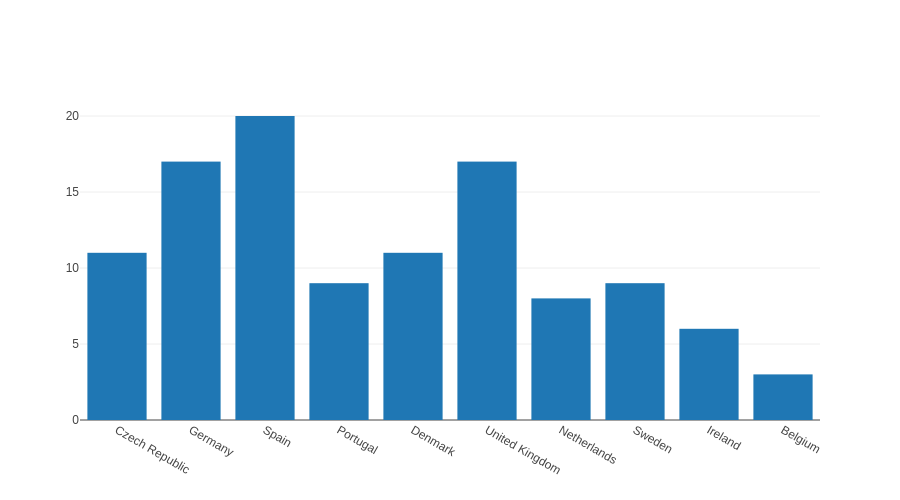 20
15
10
5
0
Czech Republic
Germany
Spain
Portugal
Denmark
United Kingdom
Netherlands
Sweden
Ireland
Belgium